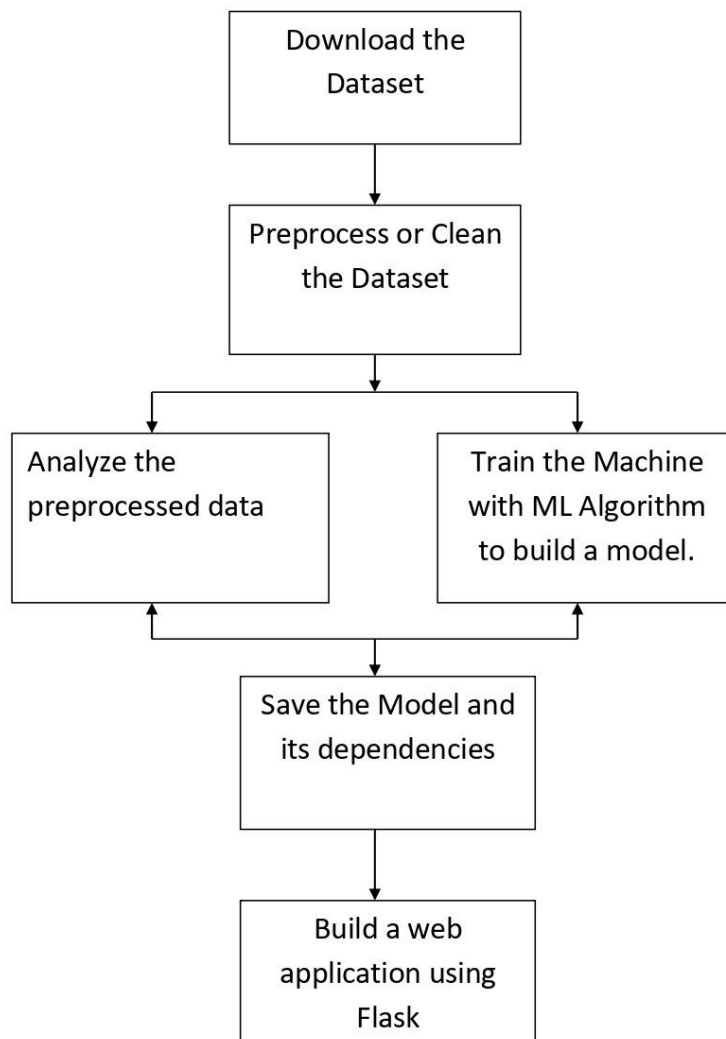 Download the
Dataset
Preprocess or Clean
the Dataset
Analyze the
preprocessed data
Train the Machine
with ML Algorithm
to build a model.
Save the Model and
its dependencies
Build a web
application using
Flask